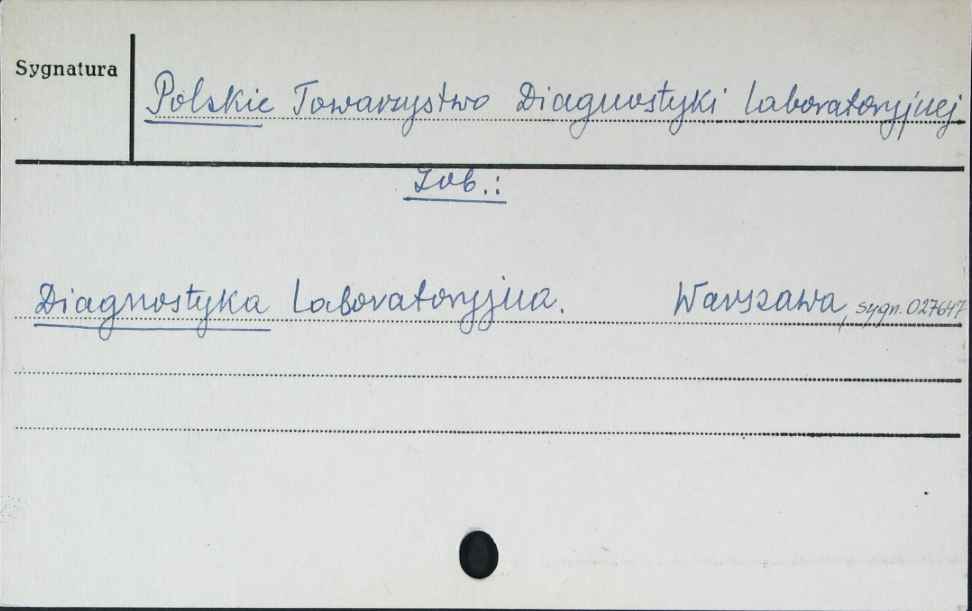 Sygnatura
Polskie Towarzystwo Diagnostyki Laboratoryjnej
Zob.:
Diagnostyka Laboratoryjna. Warszawa, sygn. 027647